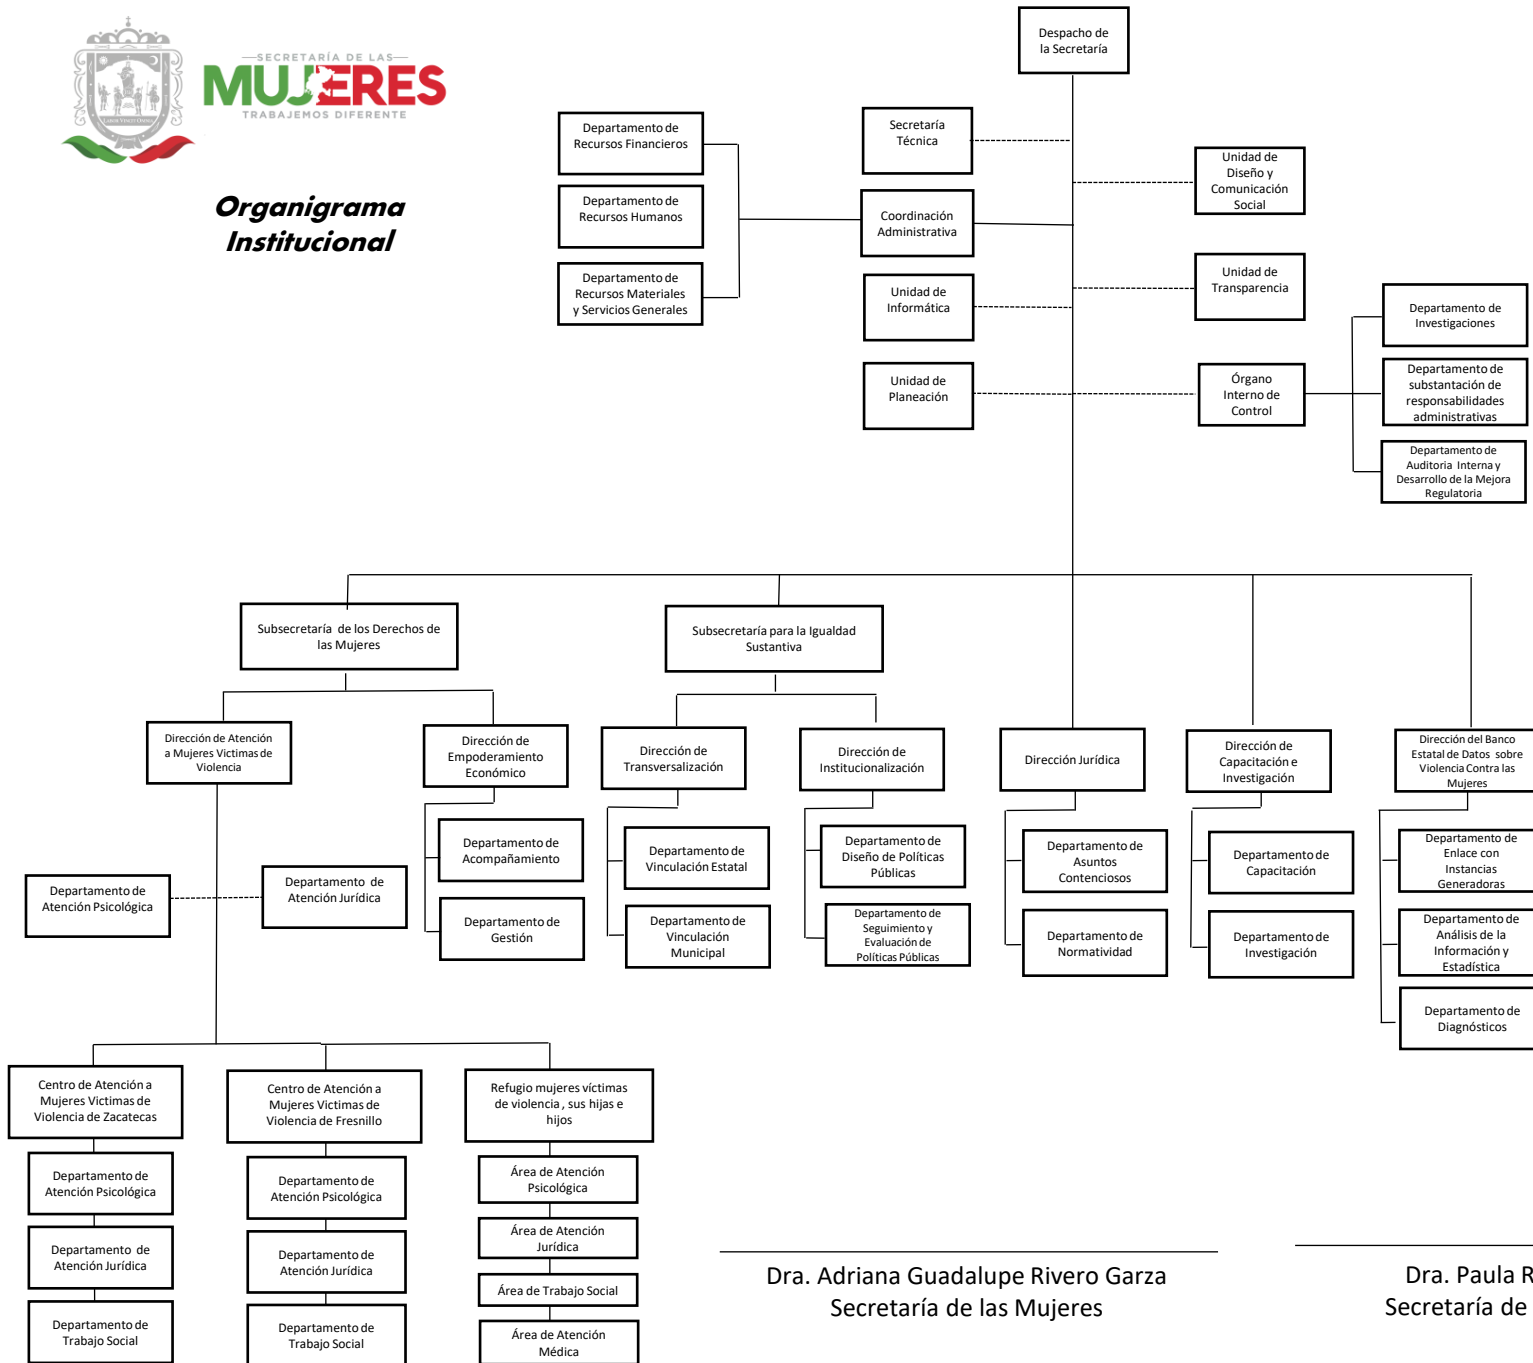 SECRETARÍA DE LAS
MUJERES
TRABAJEMOS DIFERENTE
Organigrama
Institucional
Despacho de
la Secretaría
Departamento de
Recursos Financieros
Departamento de
Recursos Humanos
Departamento de
Recursos Materiales
y Servicios Generales
Secretaría
Técnica
Coordinación
Administrativa
Unidad de
Informática
Unidad de
Planeación
Unidad de
Diseño y
Comunicación
Social
Unidad de
Transparencia
Órgano
Interno de
Control
Departamento de
Investigaciones
Departamento de
substantación de
responsabilidades
administrativas
Departamento de
Auditoria Interna y
Desarrollo de la Mejora
Regulatoria
Subsecretaría de los Derechos de
las Mujeres
Subsecretaría para la Igualdad
Sustantiva
Dirección de Atención
a Mujeres Victimas de
Violencia
Dirección de
Empoderamiento
Económico
Dirección de
Transversalización
Dirección de
Institucionalización
Dirección Jurídica
Dirección de
Capacitación e
Investigación
Dirección del Banco
Estatal de Datos sobre
Violencia Contra las
Mujeres
Departamento de
Atención Psicológica
Departamento de
Atención Jurídica
Departamento de
Acompañamiento
Departamento de
Gestión
Departamento de
Vinculación Estatal
Departamento de
Vinculación
Municipal
Departamento de
Diseño de Políticas
Públicas
Departamento de
Seguimiento y
Evaluación de
Políticas Públicas
Departamento de
Asuntos
Contenciosos
Departamento de
Normatividad
Departamento de
Capacitación
Departamento de
Investigación
Departamento de
Enlace con
Instancias
Generadoras
Departamento de
Análisis de la
Información y
Estadística
Departamento de
Diagnósticos
Centro de Atención a
Mujeres Victimas de
Violencia de Zacatecas
Departamento de
Atención Psicológica
Departamento de
Atención Jurídica
Departamento de
Trabajo Social
Centro de Atención a
Mujeres Victimas de
Violencia de Fresnillo
Departamento de
Atención Psicológica
Departamento de
Atención Jurídica
Departamento de
Trabajo Social
Refugio mujeres víctimas
de violencia , sus hijas e
hijos
Área de Atención
Psicológica
Área de Atención
Jurídica
Área de Trabajo Social
Área de Atención
Médica
Dra. Adriana Guadalupe Rivero Garza
Secretaría de las Mujeres
Dra. Paula R
Secretaría de